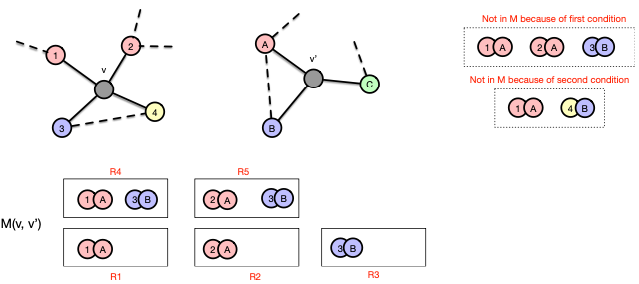 1
2
v
3
4
A
v'
B
C
Not in M because of first condition
1 A 2 A 3 B
Not in M because of second condition
1 A 4 B
R4 R5
1 A 3 B 2 A 3 B
M(v, v')
1 A 2 A 3 B
R1 R2 R3